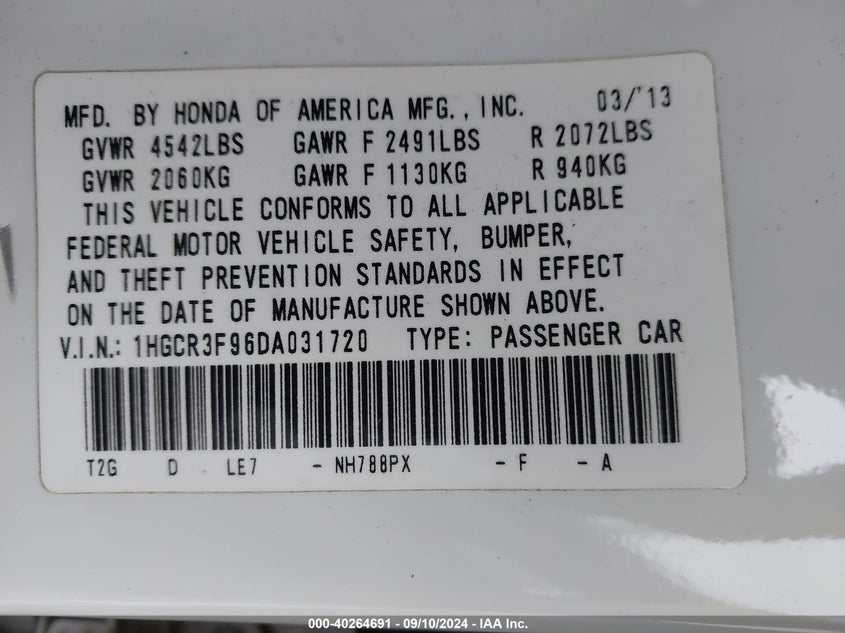 MFD. BY HONDA OF AMERICA MFG., INC. 03/'13
GVWR 4542LBS GAWR F 2491LBS R 2072LBS
GVWR 2060KG GAWR F 1130KG R 940KG
THIS VEHICLE CONFORMS TO ALL APPLICABLE
FEDERAL MOTOR VEHICLE SAFETY, BUMPER,
AND THEFT PREVENTION STANDARDS IN EFFECT
ON THE DATE OF MANUFACTURE SHOWN ABOVE.
V.I.N.: 1HGCR3F96DA031720 TYPE: PASSENGER CAR
T2G D LE7 - NH788PX - F - A
000-40264691 - 09/10/2024 - IAA Inc.